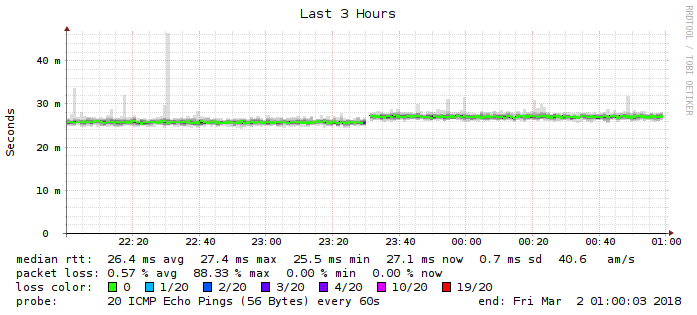 Last 3 Hours
RRDTOOL / TOBI OETIKER
Seconds
40 m
30 m
20 m
10 m
0
22:20 22:40 23:00 23:20 23:40 00:00 00:20 00:40 01:00
median rtt: 26.4 ms avg 27.4 ms max 25.5 ms min 27.1 ms now 0.7 ms sd 40.6 am/s
packet loss: 0.57 % avg 88.33 % max 0.00 % min 0.00 % now
loss color: 0 1/20 2/20 3/20 4/20 10/20 19/20
probe: 20 ICMP Echo Pings (56 Bytes) every 60s end: Fri Mar 2 01:00:03 2018